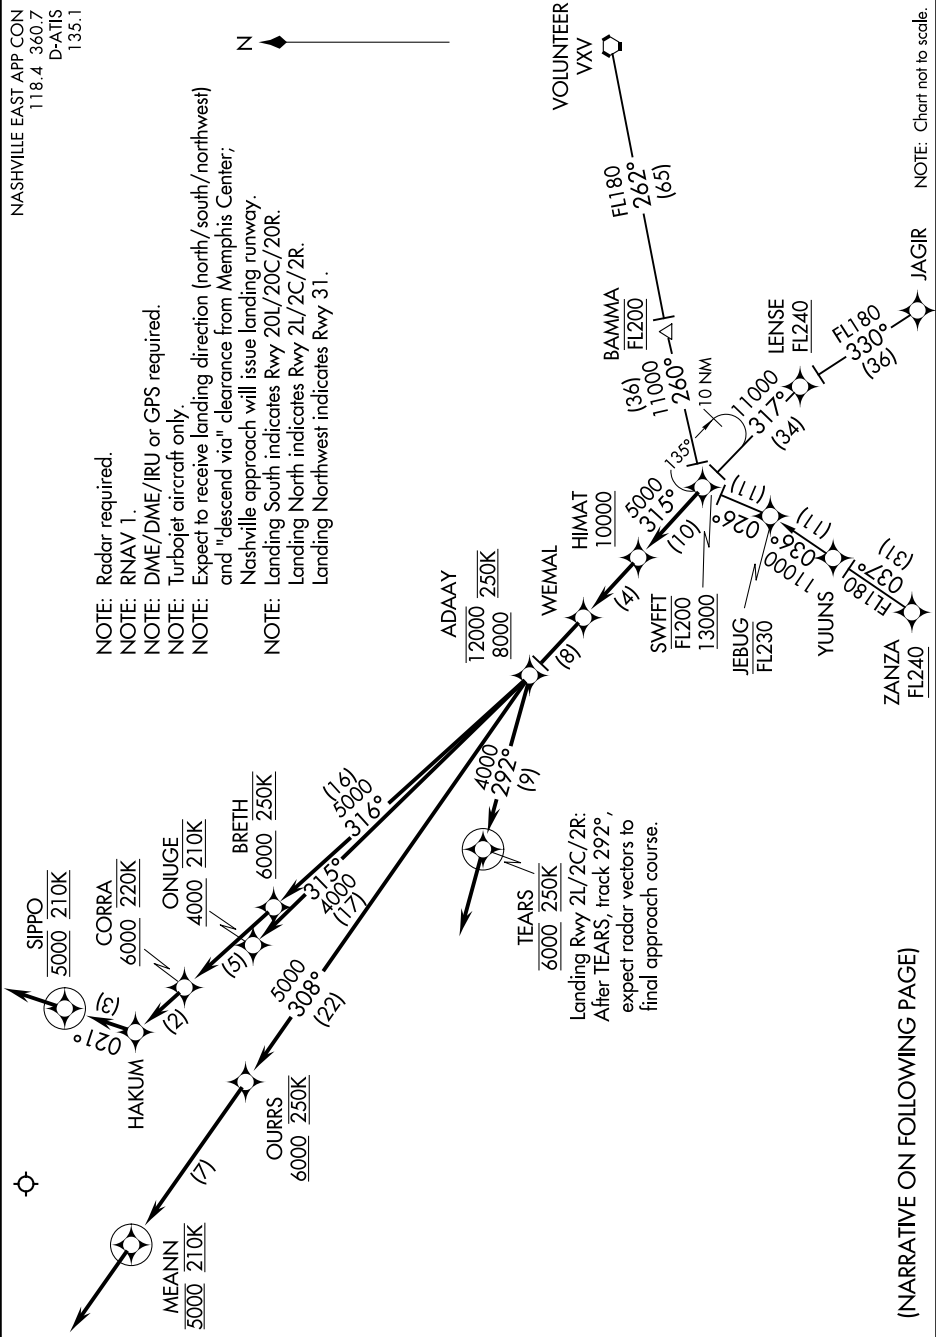 NASHVILLE EAST APP CON
118.4 360.7
D-ATIS
135.1
N
NOTE: Radar required.
NOTE: RNAV 1.
NOTE: DME/DME/IRU or GPS required.
NOTE: Turbojet aircraft only.
NOTE: Expect to receive landing direction (north/south/northwest)
and "descend via" clearance from Memphis Center;
Nashville approach will issue landing runway.
NOTE: Landing South indicates Rwy 20L/20C/20R.
Landing North indicates Rwy 2L/2C/2R.
Landing Northwest indicates Rwy 31.
VOLUNTEER
VXV
FL180
262°
(65)
BAMMA
FL200
(36)
11000
260°
10 NM
135°
LENSE
FL240
FL180
330°
(36)
JAGIR
11000
317°
(34)
SWFFT
FL200
13000
026°
(11)
JEBUG
FL230
036°
(11)
11000
YUUNS
037°
(31)
FL180
ZANZA
FL240
5000
315°
(10)
HIMAT
10000
(4)
WEMAL
(8)
ADAAY
12000 250K
8000
(16)
5000
316°
BRETH
6000 250K
315°
4000
(17)
ONUGE
4000 210K
(5)
CORRA
6000 220K
(2)
HAKUM
021°
(3)
SIPPO
5000 210K
5000
308°
(22)
OURRS
6000 250K
(7)
MEANN
5000 210K
4000
292°
(9)
TEARS
6000 250K
Landing Rwy 2L/2C/2R:
After TEARS, track 292°,
expect radar vectors to
final approach course.
(NARRATIVE ON FOLLOWING PAGE)
NOTE: Chart not to scale.